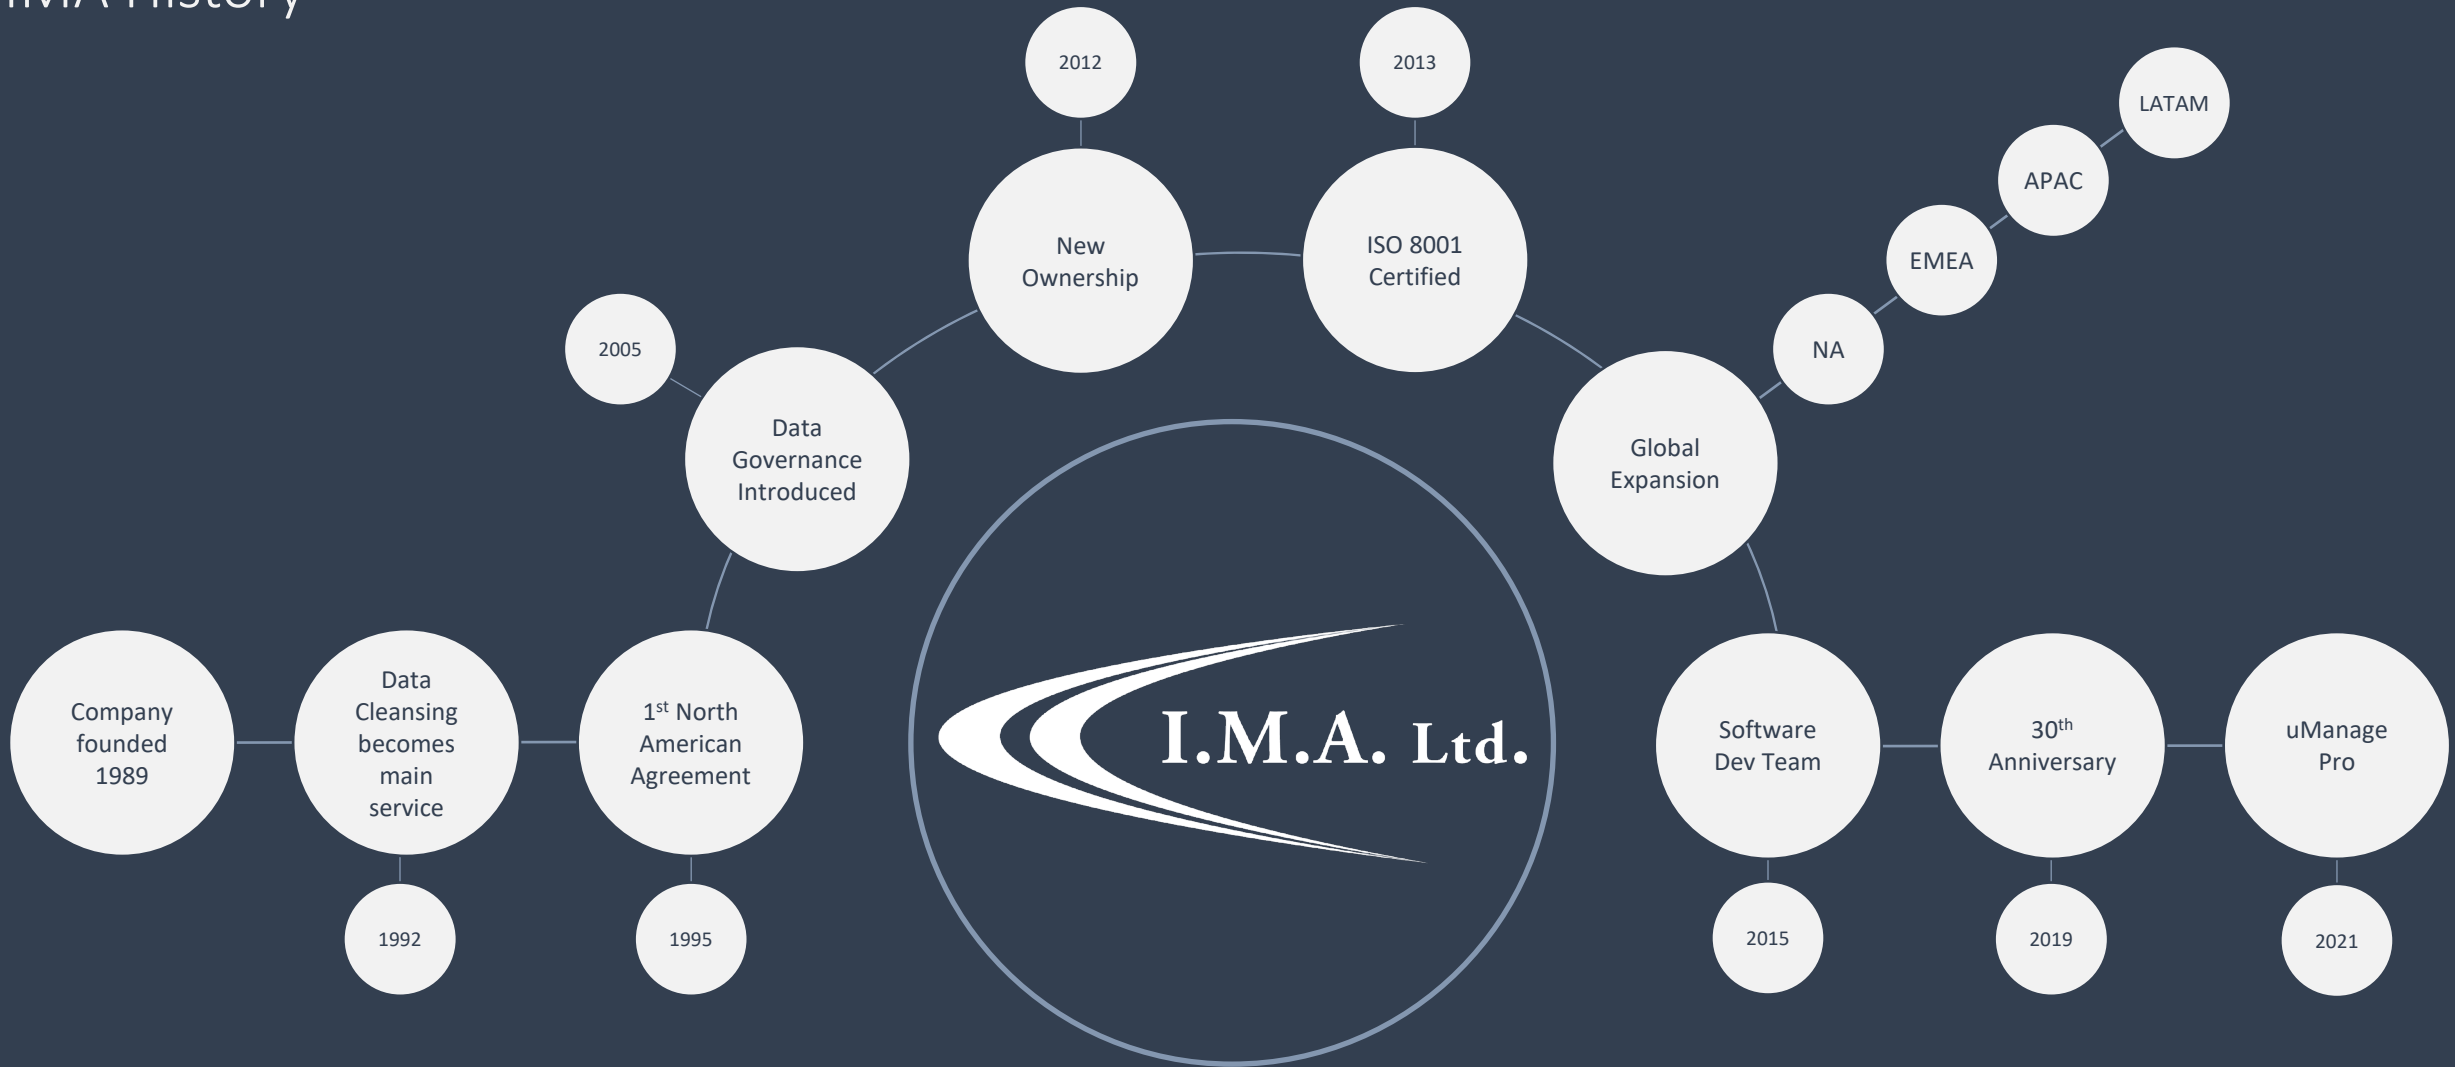 IMA History
2012
2013
LATAM
APAC
EMEA
NA
2005
New
Ownership
ISO 8001
Certified
Data
Governance
Introduced
Global
Expansion
Company
founded
1989
Data
Cleansing
becomes
main
service
1st North
American
Agreement
I.M.A. Ltd.
Software
Dev Team
30th
Anniversary
uManage
Pro
1992
1995
2015
2019
2021